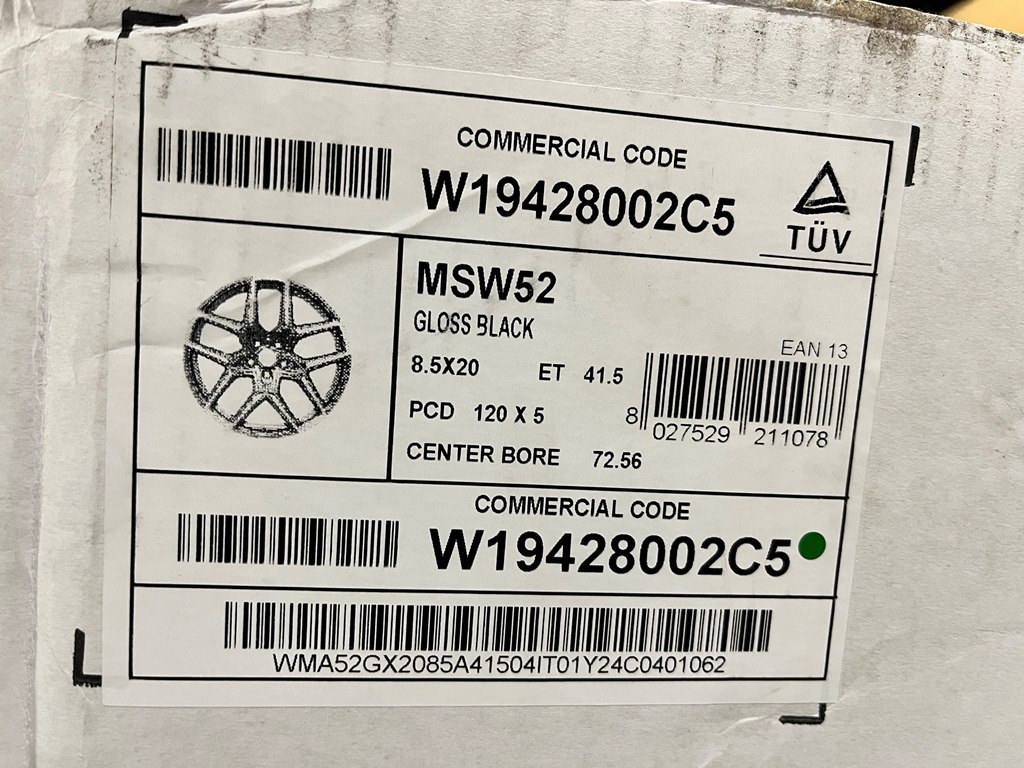 COMMERCIAL CODE
W19428002C5
TÜV
MSW52
GLOSS BLACK
8.5X20 ET 41.5
PCD 120 X 5
CENTER BORE 72.56
EAN 13
8 027529 211078
COMMERCIAL CODE
W19428002C5
WMA52GX2085A41504IT01Y24C0401062